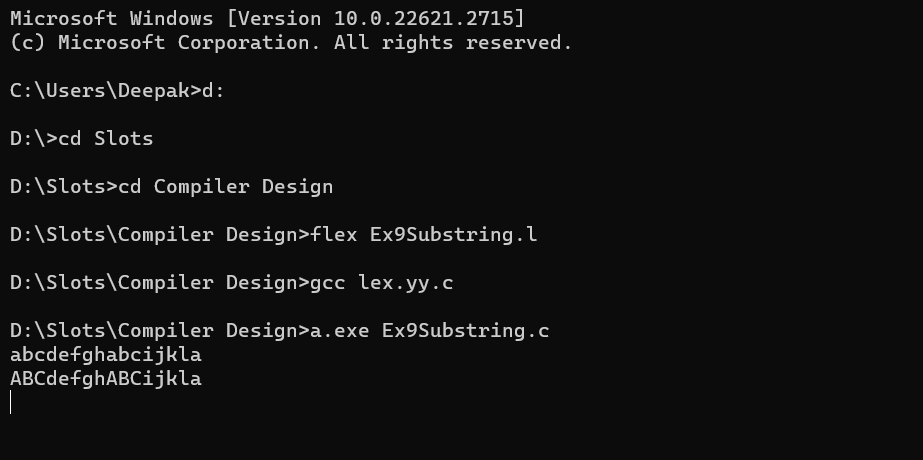 Microsoft Windows [Version 10.0.22621.2715]
(c) Microsoft Corporation. All rights reserved.
C:\Users\Deepak>d:
D:\>cd Slots
D:\Slots>cd Compiler Design
D:\Slots\Compiler Design>flex Ex9Substring.l
D:\Slots\Compiler Design>gcc lex.yy.c
D:\Slots\Compiler Design>a.exe Ex9Substring.c
abcdefghabcijkla
ABCdefghABCijkla